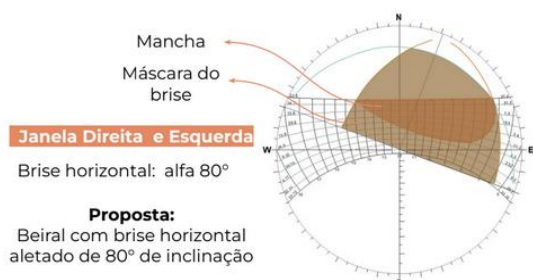 Mancha
Máscara do
brise
Janela Direita e Esquerda
Brise horizontal: alfa 80°
Proposta:
Beiral com brise horizontal
aletado de 80° de inclinação
N
W
E